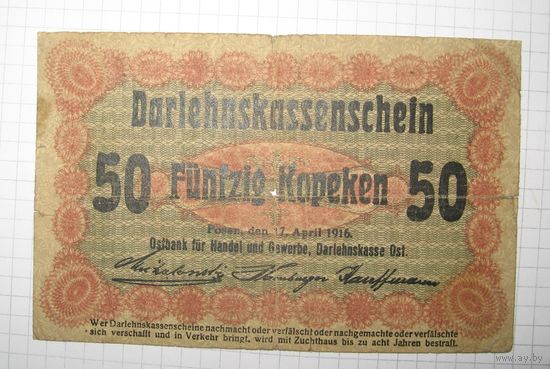 Darlehnskassenschein
50 Fünfzig Kopeken 50
Posen, den 17. April 1916.
Ostbank für Handel und Gewerbe, Darlehnskasse Ost.
Wer Darlehnskassenscheine nachmacht oder verfälscht oder nachgemachte oder verfälschte
sich verschafft und in Verkehr bringt, wird mit Zuchthaus bis zu acht Jahren bestraft.
www.ay.by